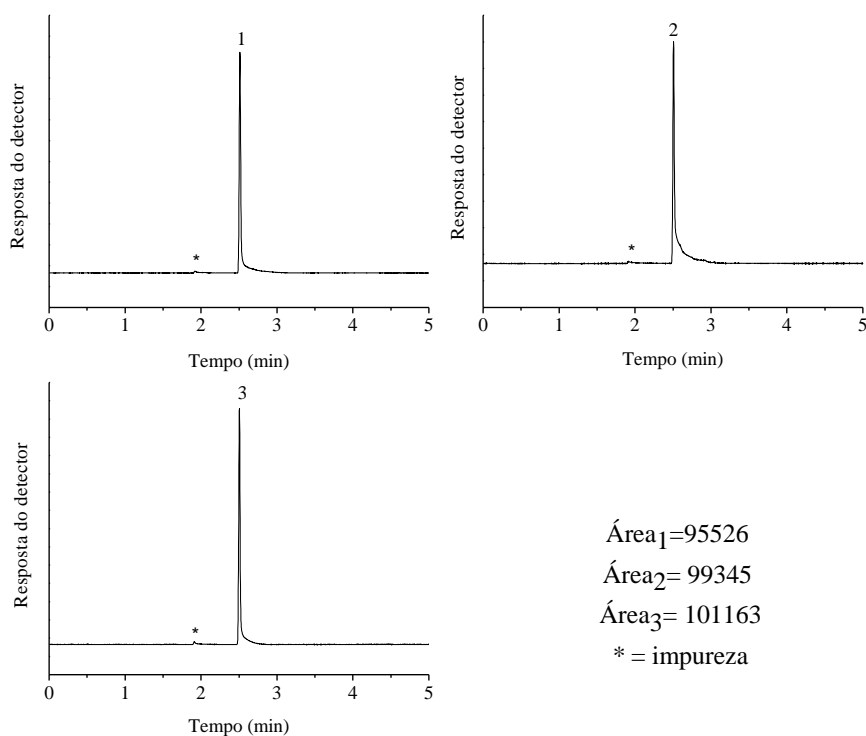 1
Resposta do detector
*
0 1 2 3 4 5
Tempo (min)
2
Resposta do detector
*
0 1 2 3 4 5
Tempo (min)
3
Resposta do detector
*
0 1 2 3 4 5
Tempo (min)
Área1=95526
Área2= 99345
Área3= 101163
* = impureza